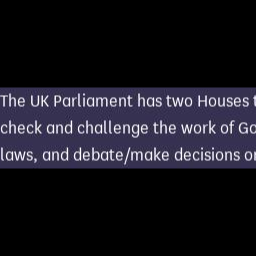 The UK Parliament has two Houses
check and challenge the work of
laws, and debate/make decisions